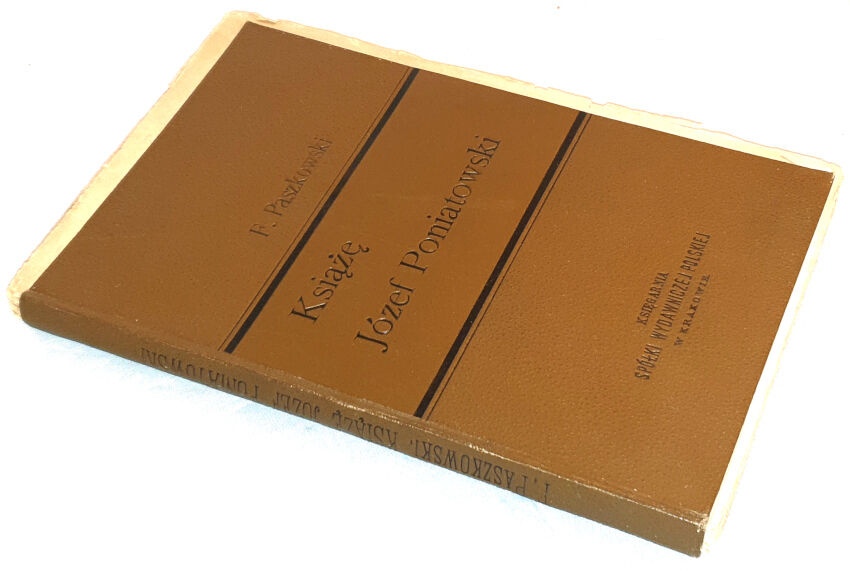 F. Paszkowski
Książę
Józef Poniatowski
KSIĘGARNIA
SPÓŁKI WYDAWNICZEJ POLSKIEJ
W KRAKOWIE.
F. PASZKOWSKI, KSIĄŻĘ JÓZEF PONIATOWSKI